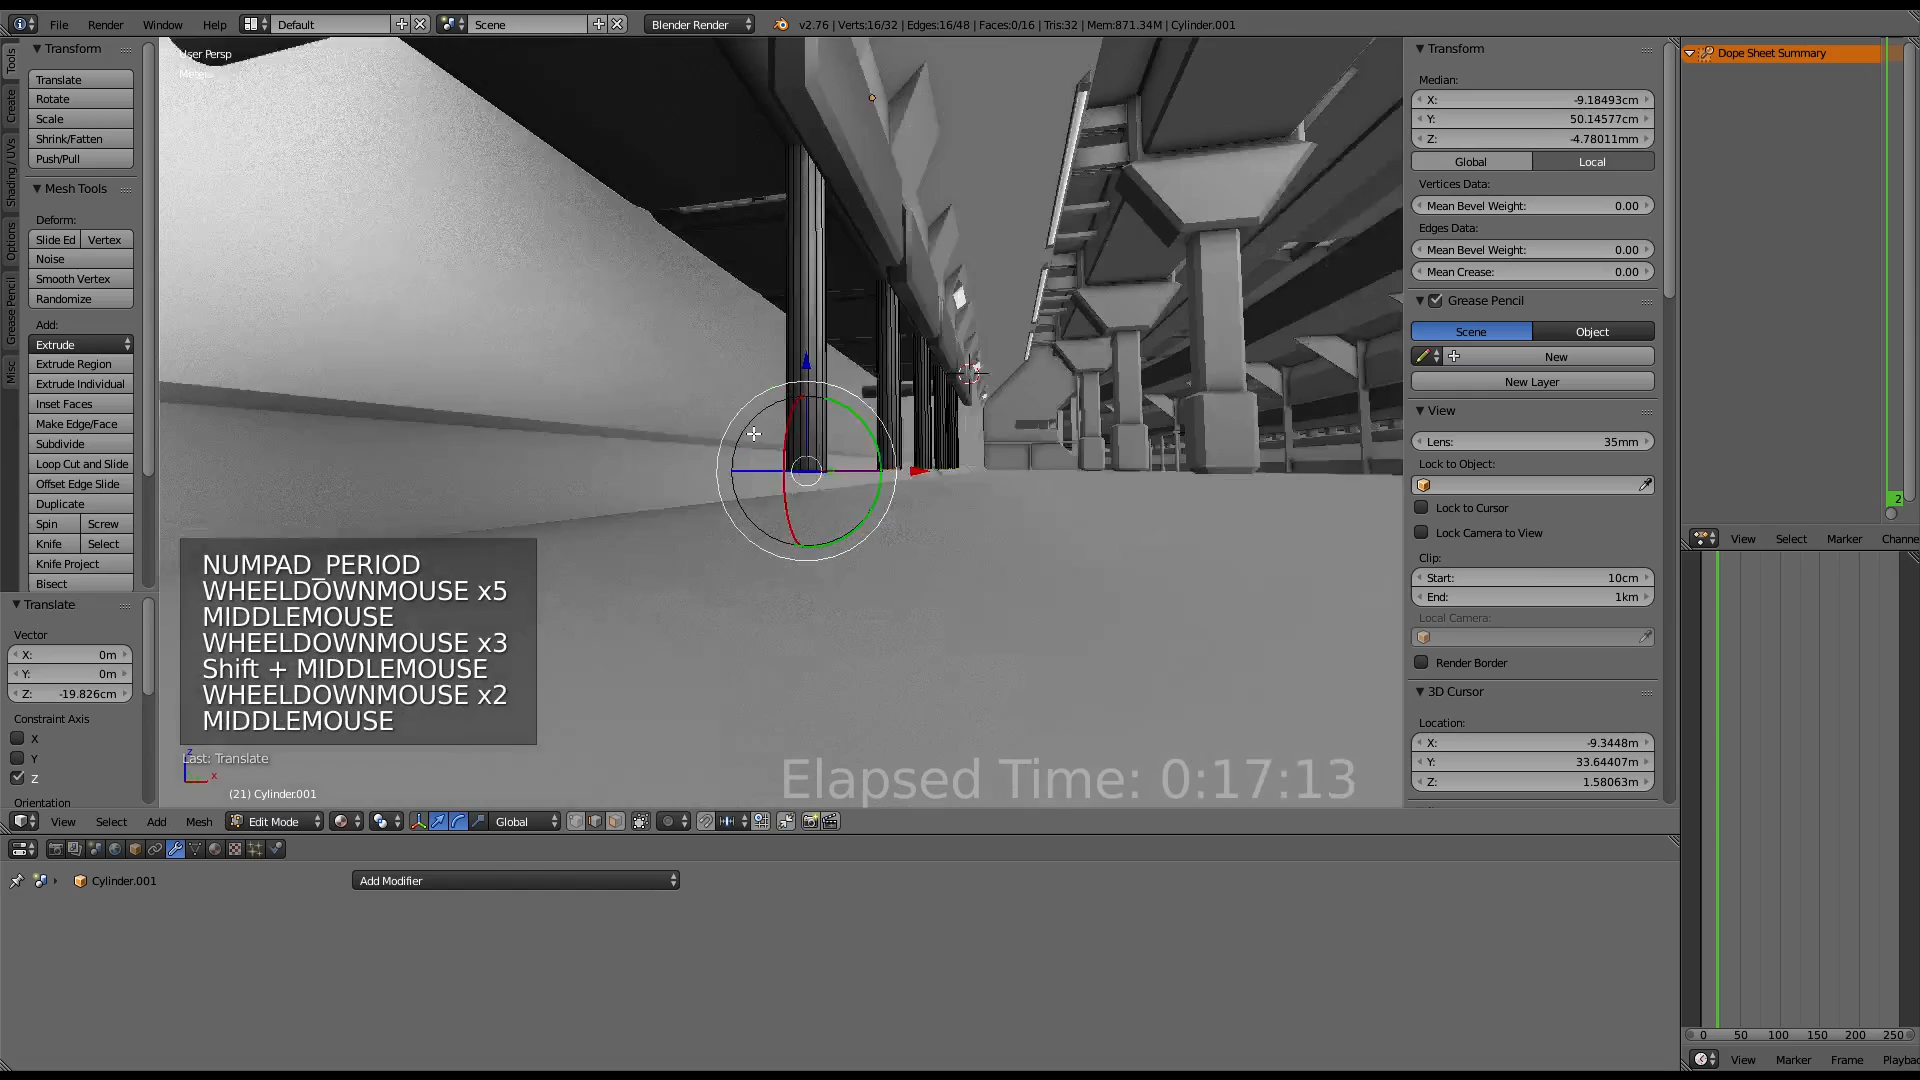 File Render Window Help Default Scene Blender Render v2.76 | Verts:16/32 | Edges:16/48 | Faces:0/16 | Tris:32 | Mem:871.34M | Cylinder.001
Tools
Create
Shading / UVs
Options
Grease Pencil
Misc
Transform
Translate
Rotate
Scale
Shrink/Fatten
Push/Pull
Mesh Tools
Deform:
Slide Ed Vertex
Noise
Smooth Vertex
Randomize
Add:
Extrude
Extrude Region
Extrude Individual
Inset Faces
Make Edge/Face
Subdivide
Loop Cut and Slide
Offset Edge Slide
Duplicate
Spin Screw
Knife Select
Knife Project
Bisect
Translate
Vector
X: 0m
Y: 0m
Z: -19.826cm
Constraint Axis
X
Y
Z
Orientation
User Persp
Meters
NUMPAD_PERIOD
WHEELDOWNMOUSE x5
MIDDLEMOUSE
WHEELDOWNMOUSE x3
Shift + MIDDLEMOUSE
WHEELDOWNMOUSE x2
MIDDLEMOUSE
Last: Translate
z
x
(21) Cylinder.001
Elapsed Time: 0:17:13
View Select Add Mesh Edit Mode Global
Cylinder.001 Add Modifier
Transform
Median:
X: -9.18493cm
Y: 50.14577cm
Z: -4.78011mm
Global Local
Vertices Data:
Mean Bevel Weight: 0.00
Edges Data:
Mean Bevel Weight: 0.00
Mean Crease: 0.00
Grease Pencil
Scene Object
New
New Layer
View
Lens: 35mm
Lock to Object:
Lock to Cursor
Lock Camera to View
Clip:
Start: 10cm
End: 1km
Local Camera:
Render Border
3D Cursor
Location:
X: -9.3448m
Y: 33.64407m
Z: 1.58063m
Dope Sheet Summary
2
View Select Marker Channe
0 50 100 150 200 250
View Marker Frame Playbac